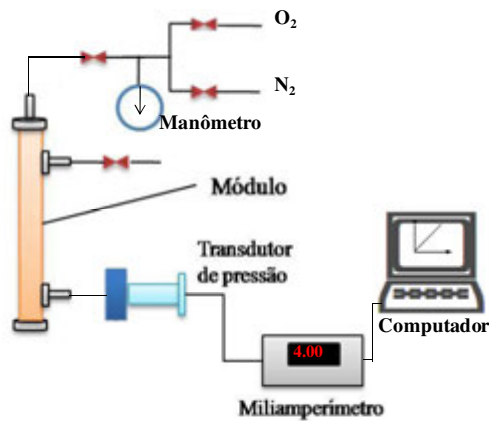 O₂
N₂
Manômetro
Módulo
Transdutor
de pressão
Computador
4.00
Miliamperímetro